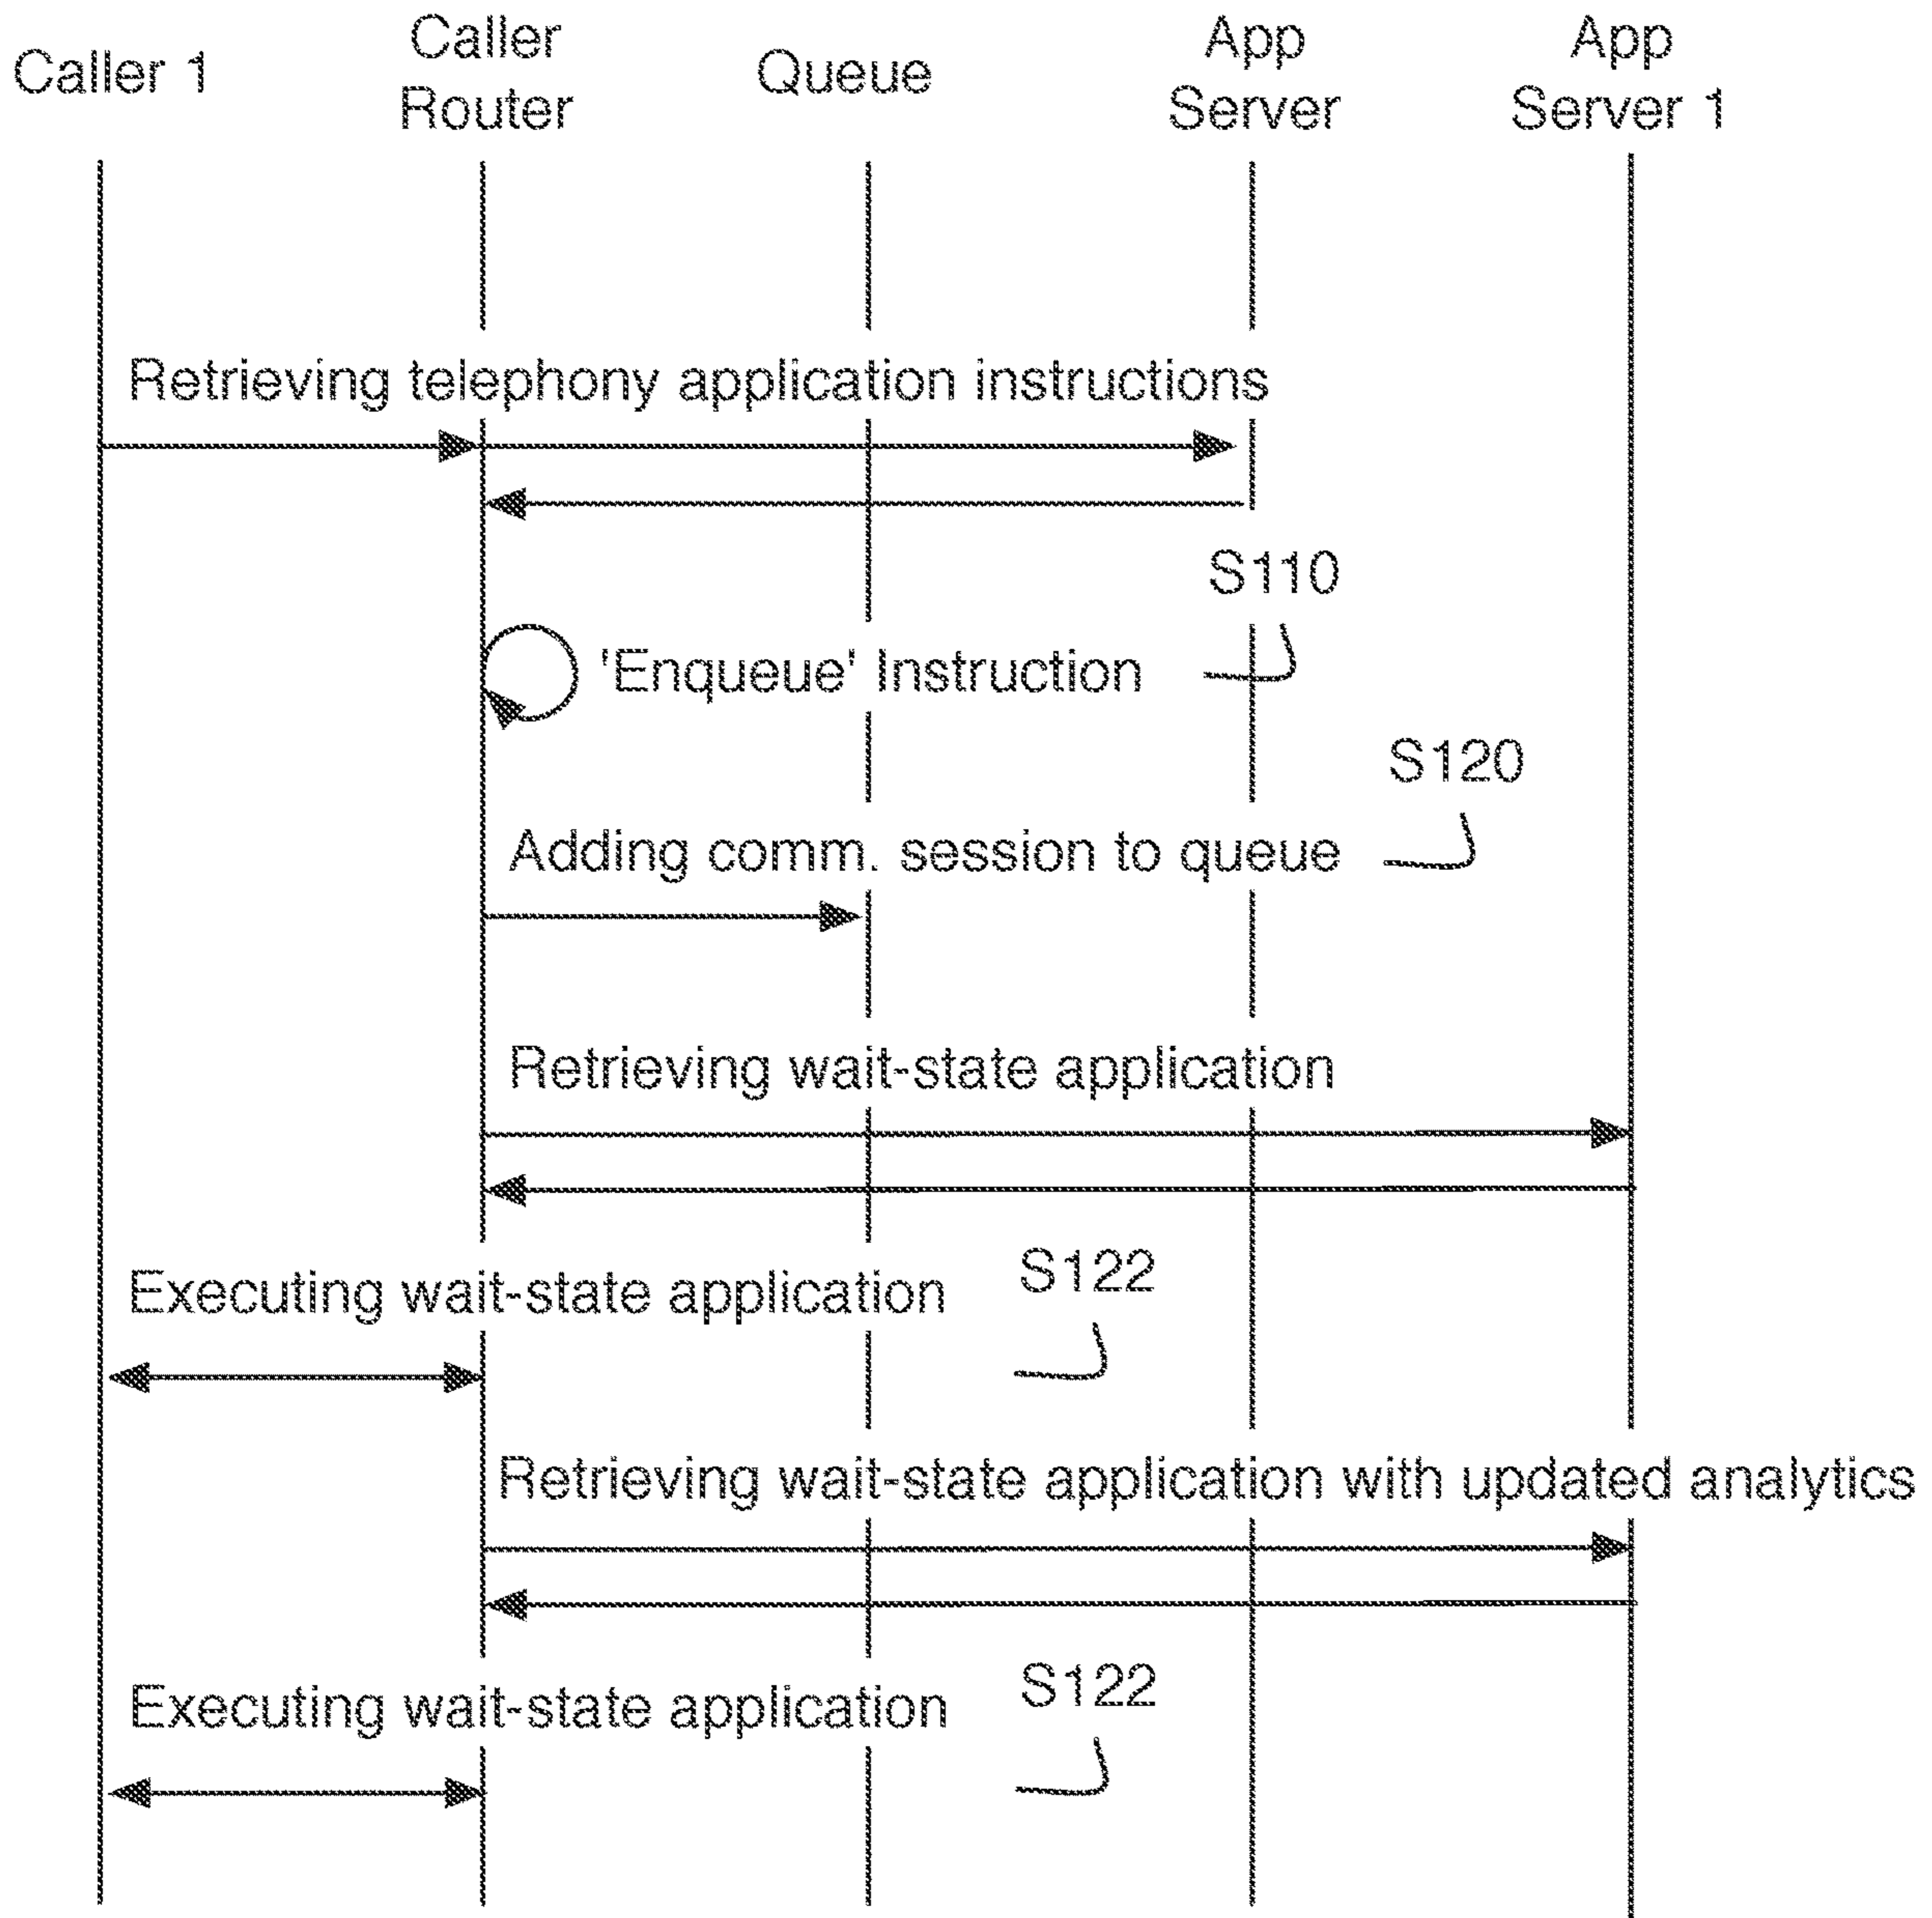 Caller 1
Caller
Router
Queue
App
Server
App
Server 1
Retrieving telephony application instructions
S110
'Enqueue' Instruction
S120
Adding comm. session to queue
Retrieving wait-state application
S122
Executing wait-state application
Retrieving wait-state application with updated analytics
S122
Executing wait-state application